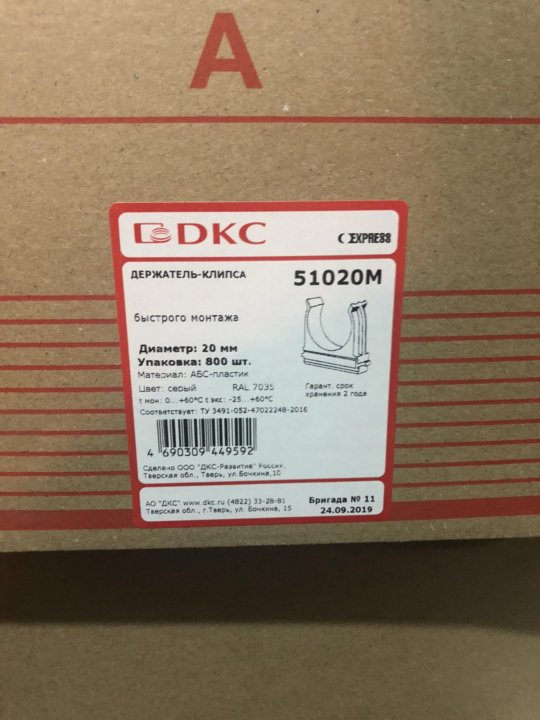 A
DKC
EXPRESS
ДЕРЖАТЕЛЬ-КЛИПСА
51020M
быстрого монтажа
Диаметр: 20 мм
Упаковка: 800 шт.
Материал: АБС-пластик
Цвет: серый RAL 7035
t мон: 0...+60°C t экс: -25...+60°C
Гарант. срок
хранения 2 года
Соответствует: ТУ 3491-052-47022248-2016
4 690309 449592
Сделано ООО "ДКС-Развитие" Россия,
Тверская обл., Тверь, ул.Бочкина,10
АО "ДКС" www.dkc.ru (4822) 33-28-81
Тверская обл., г.Тверь, ул.Бочкина, 15
Бригада № 11
24.09.2019